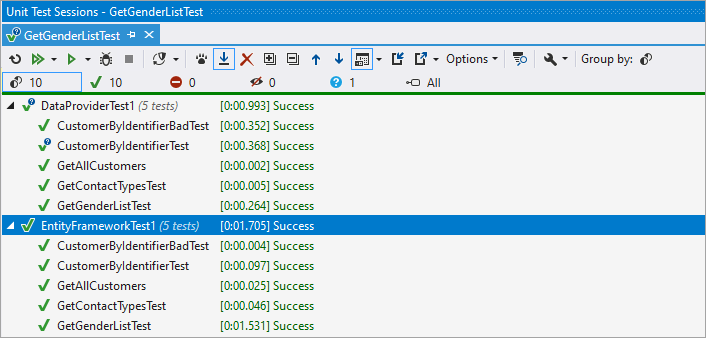 Unit Test Sessions - GetGenderListTest
GetGenderListTest
Options Group by:
10 10 0 0 1 All
DataProviderTest1 (5 tests) [0:00.993] Success
CustomerByIdentifierBadTest [0:00.352] Success
CustomerByIdentifierTest [0:00.368] Success
GetAllCustomers [0:00.002] Success
GetContactTypesTest [0:00.005] Success
GetGenderListTest [0:00.264] Success
EntityFrameworkTest1 (5 tests) [0:01.705] Success
CustomerByIdentifierBadTest [0:00.004] Success
CustomerByIdentifierTest [0:00.097] Success
GetAllCustomers [0:00.025] Success
GetContactTypesTest [0:00.046] Success
GetGenderListTest [0:01.531] Success